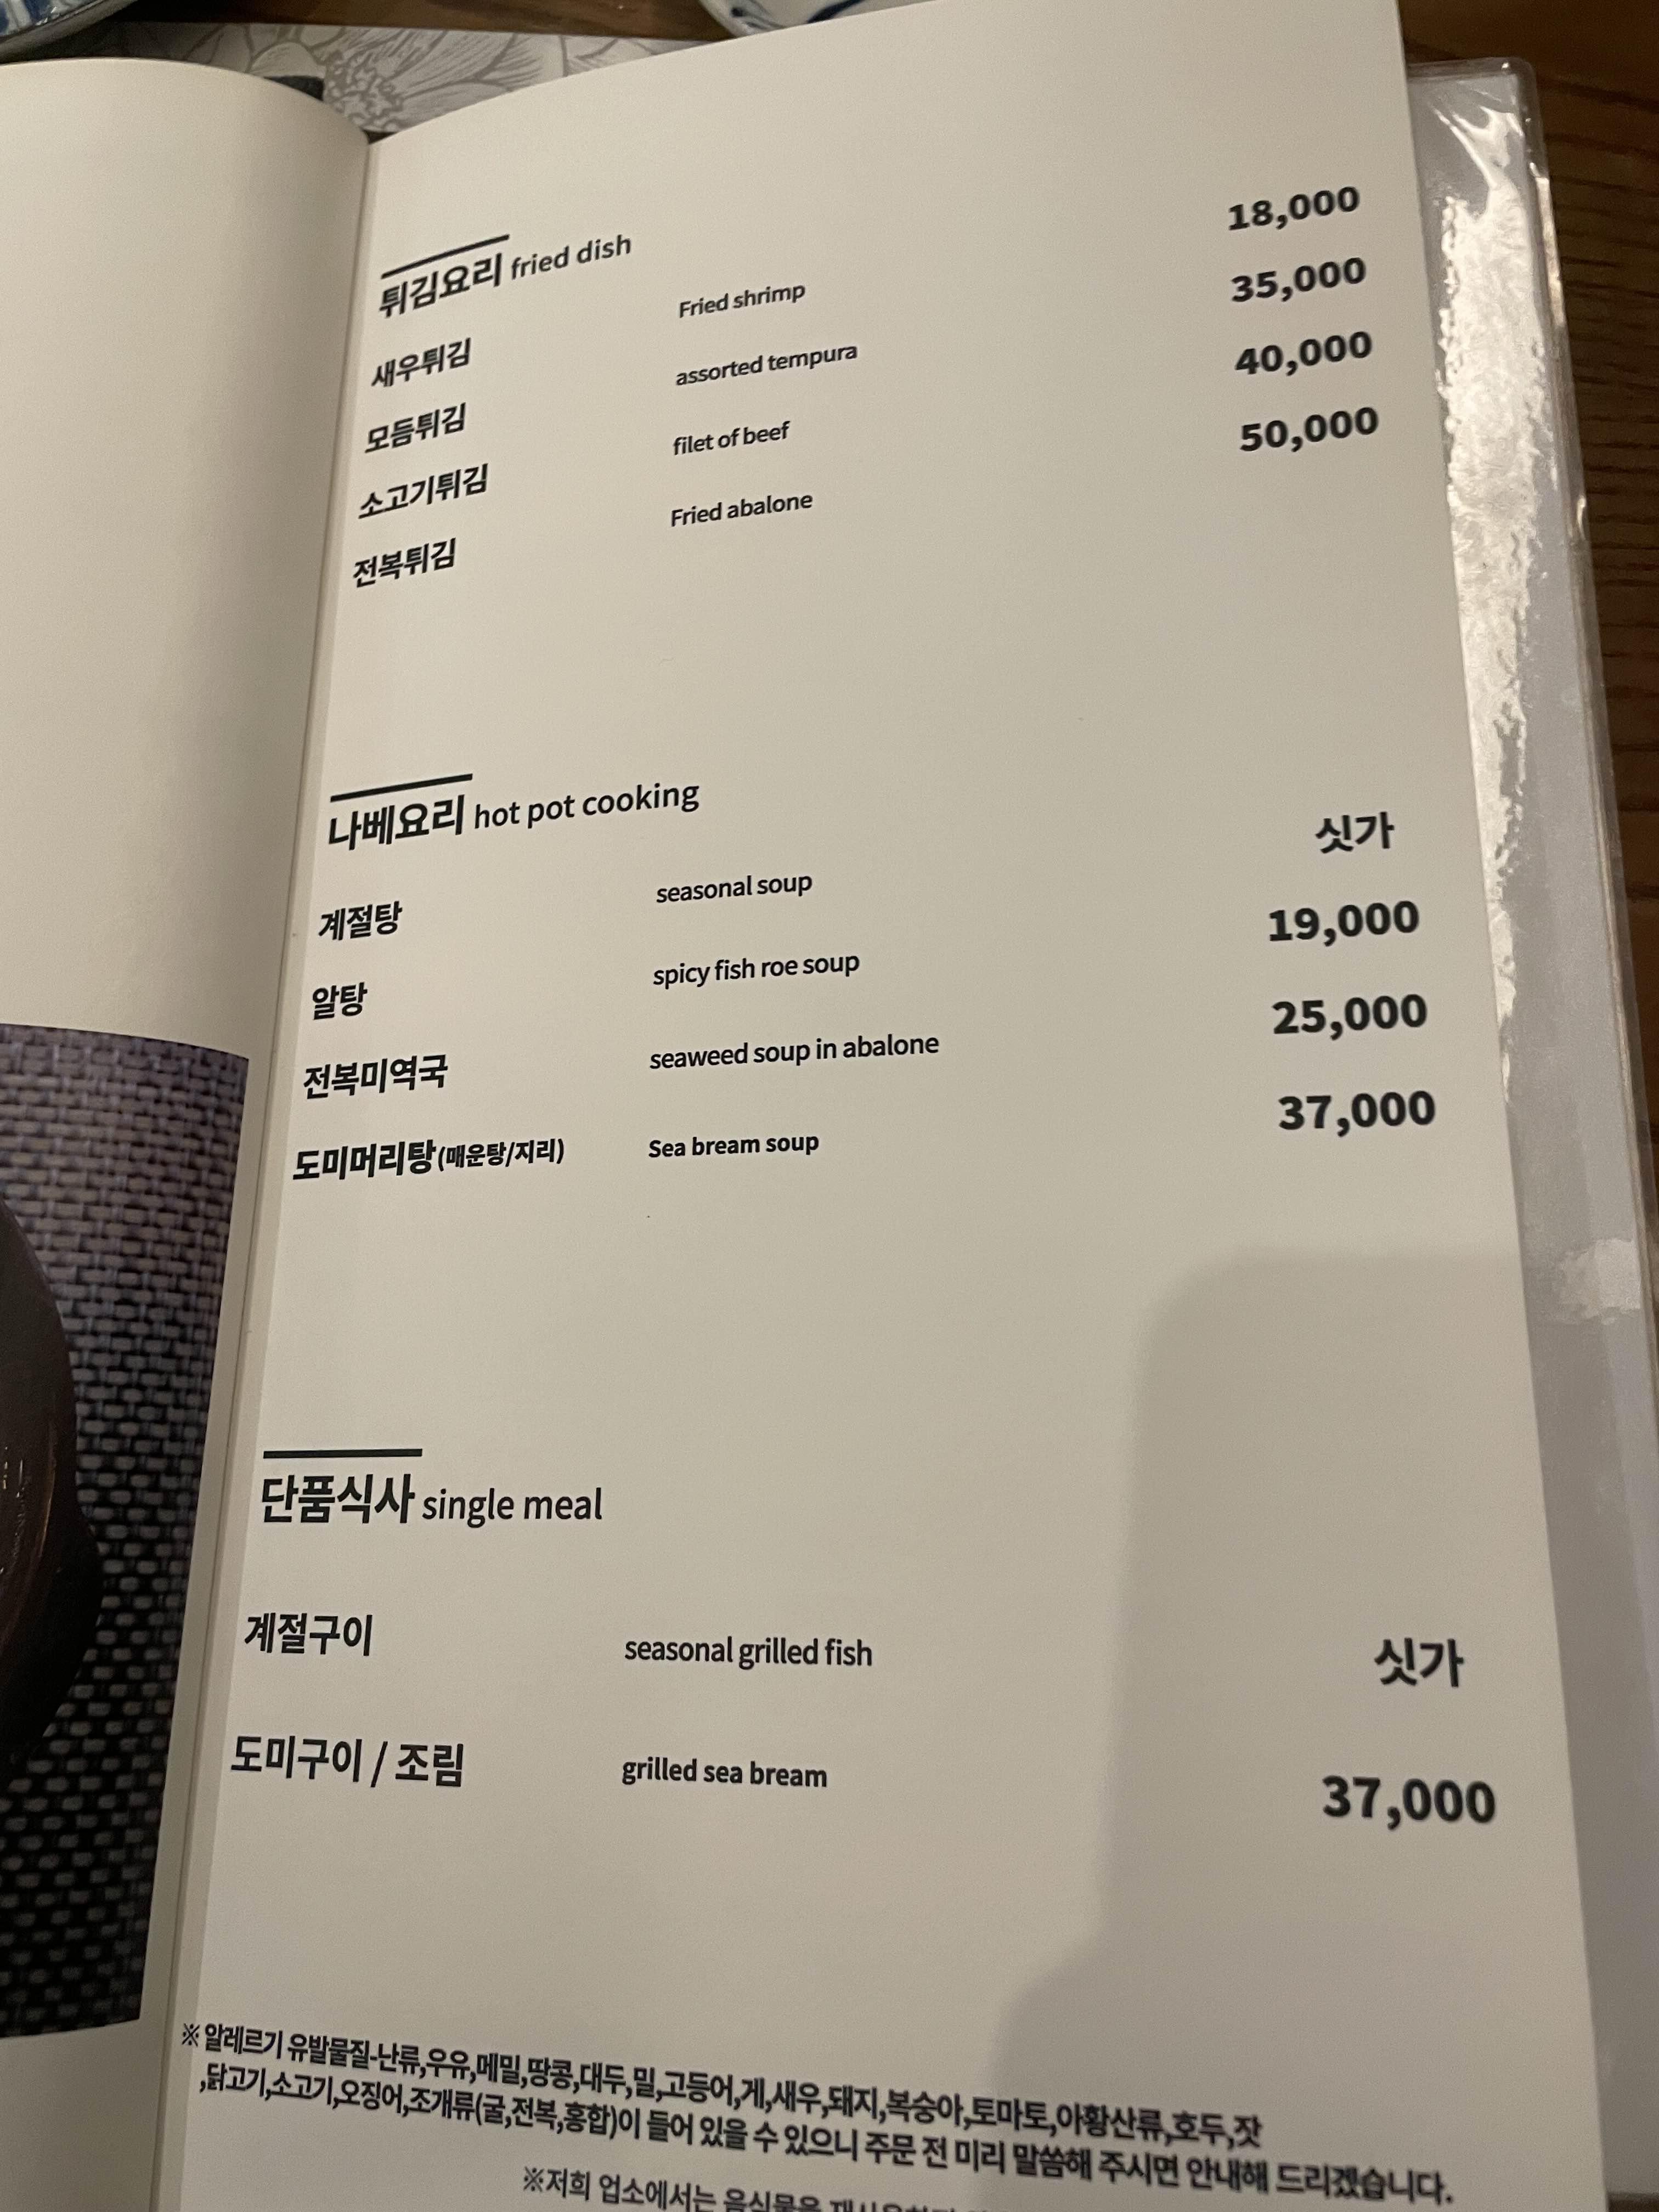 튀김요리 fried dish
새우튀김 Fried shrimp 18,000
모듬튀김 assorted tempura 35,000
소고기튀김 filet of beef 40,000
전복튀김 Fried abalone 50,000
나베요리 hot pot cooking
계절탕 seasonal soup 싯가
알탕 spicy fish roe soup 19,000
전복미역국 seaweed soup in abalone 25,000
도미머리탕(매운탕/지리) Sea bream soup 37,000
단품식사 single meal
계절구이 seasonal grilled fish 싯가
도미구이 / 조림 grilled sea bream 37,000
※ 알레르기 유발물질-난류,우유,메밀,땅콩,대두,밀,고등어,게,새우,돼지,복숭아,토마토,아황산류,호두,잣
,닭고기,소고기,오징어,조개류(굴,전복,홍합)이 들어 있을 수 있으니 주문 전 미리 말씀해 주시면 안내해 드리겠습니다.
※저희 업소에서는 음식물을